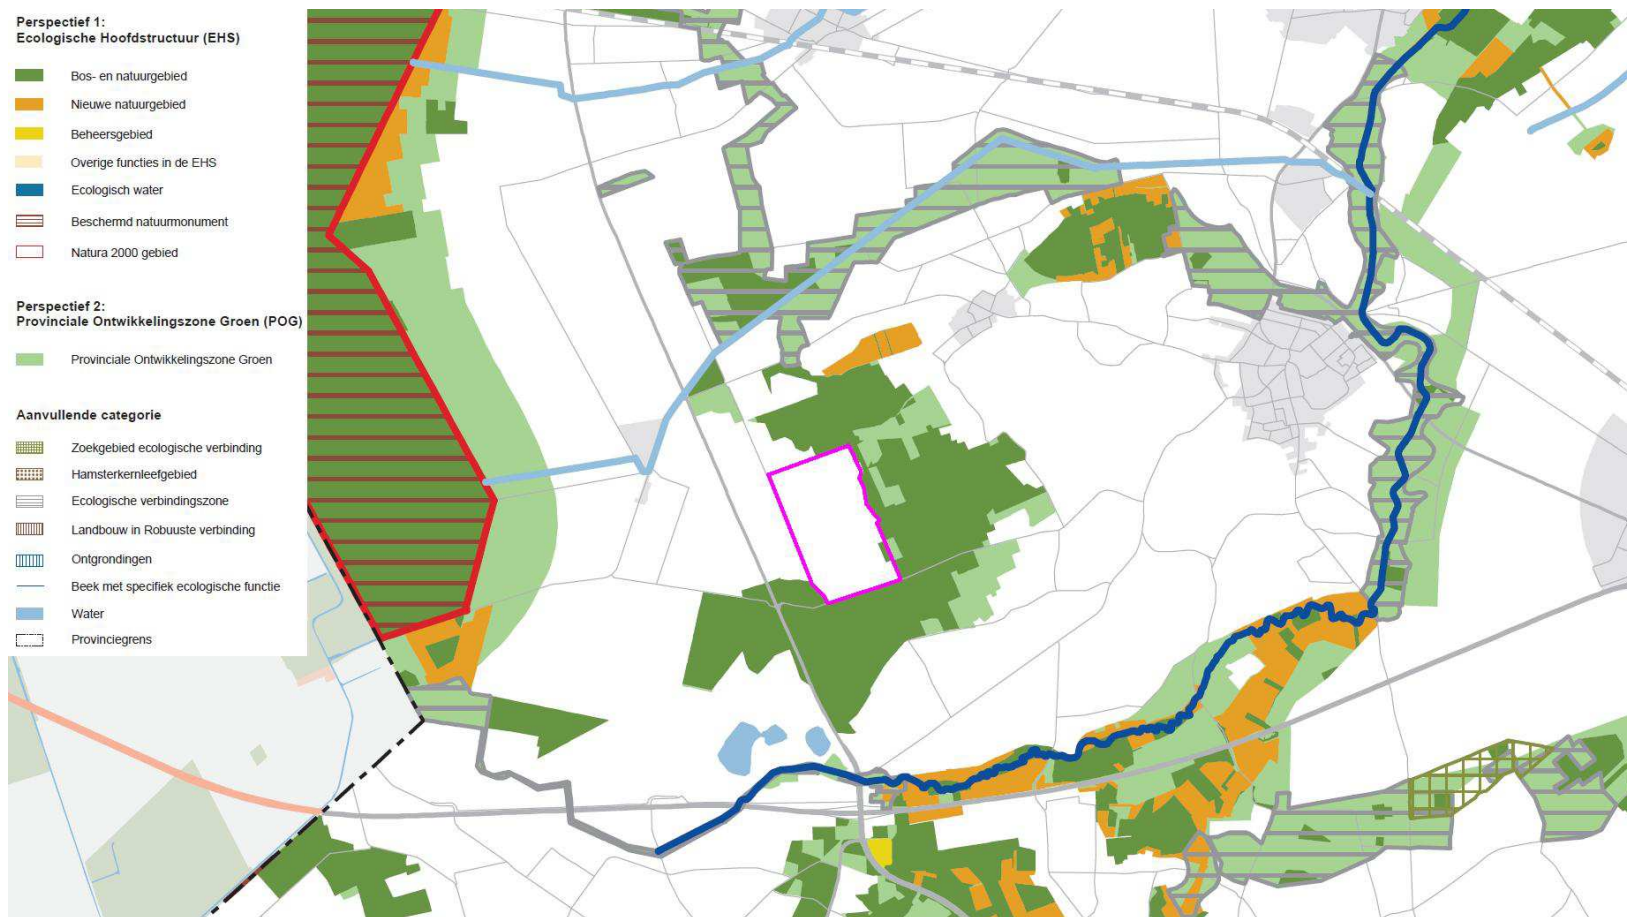 Perspectief 1:
Ecologische Hoofdstructuur (EHS)
Bos- en natuurgebied
Nieuwe natuurgebied
Beheersgebied
Overige functies in de EHS
Ecologisch water
Beschermd natuurmonument
Natura 2000 gebied
Perspectief 2:
Provinciale Ontwikkelingszone Groen (POG)
Provinciale Ontwikkelingszone Groen
Aanvullende categorie
Zoekgebied ecologische verbinding
Hamsterkernleefgebied
Ecologische verbindingszone
Landbouw in Robuuste verbinding
Ontgrondingen
Beek met specifiek ecologische functie
Water
Provinciegrens